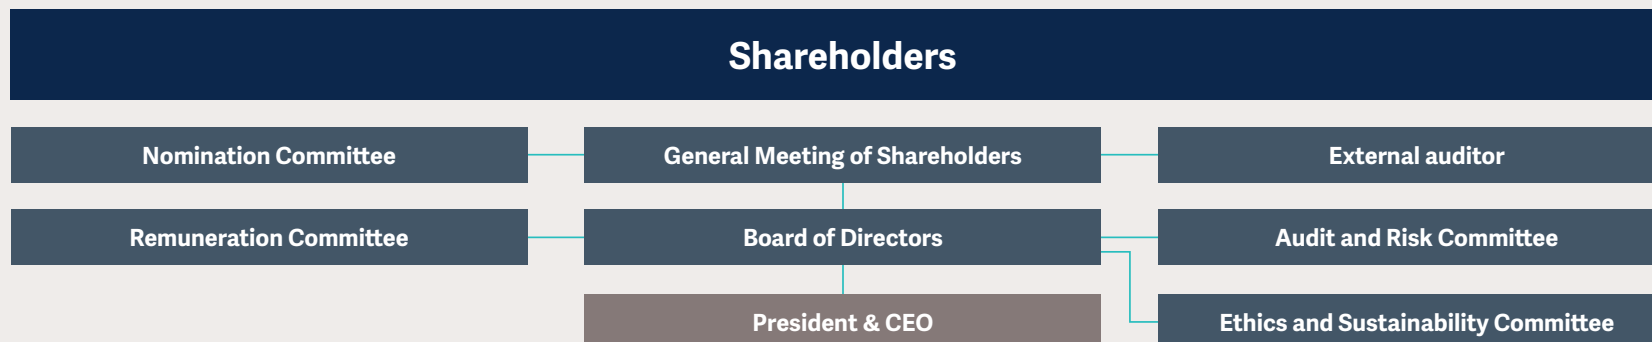 Shareholders
Nomination Committee
General Meeting of Shareholders
External auditor
Remuneration Committee
Board of Directors
Audit and Risk Committee
President & CEO
Ethics and Sustainability Committee